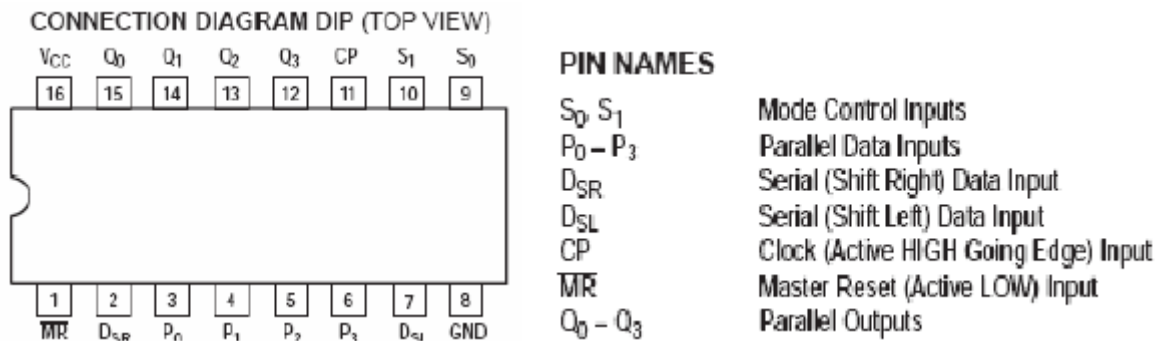 CONNECTION DIAGRAM DIP (TOP VIEW)
VCC Q0 Q1 Q2 Q3 CP S1 S0
16 15 14 13 12 11 10 9
1 2 3 4 5 6 7 8
MR DSR P0 P1 P2 P3 DSL GND
PIN NAMES
S0, S1 Mode Control Inputs
P0 – P3 Parallel Data Inputs
DSR Serial (Shift Right) Data Input
DSL Serial (Shift Left) Data Input
CP Clock (Active HIGH Going Edge) Input
MR Master Reset (Active LOW) Input
Q0 – Q3 Parallel Outputs